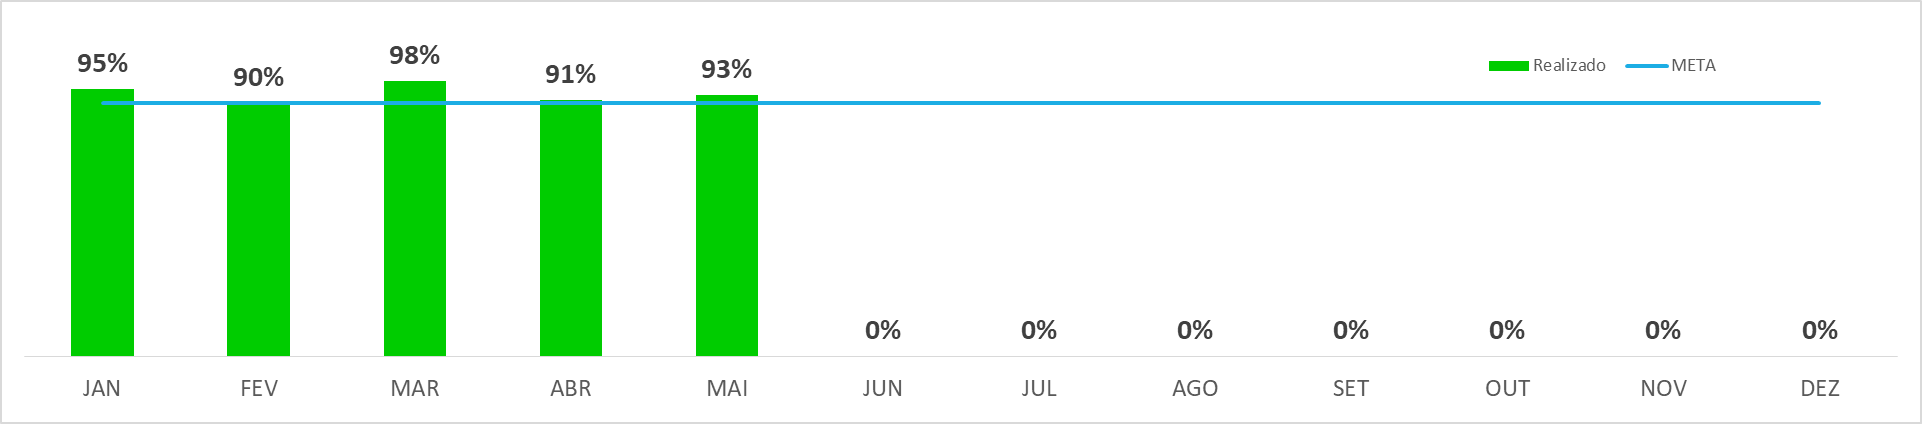 95% 90% 98% 91% 93%
Realizado META
0% 0% 0% 0% 0% 0% 0%
JAN FEV MAR ABR MAI JUN JUL AGO SET OUT NOV DEZ